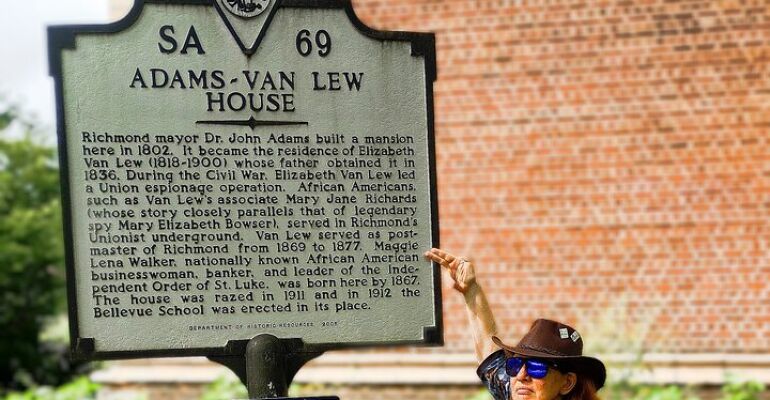 SA 69
ADAMS-VAN LEW
HOUSE
Richmond mayor Dr. John Adams built a mansion
here in 1802. It became the residence of Elizabeth
Van Lew (1818-1900) whose father obtained it in
1836. During the Civil War, Elizabeth Van Lew led
a Union espionage operation. African Americans,
such as Van Lew's associate Mary Jane Richards
(whose story closely parallels that of legendary
spy Mary Elizabeth Bowser), served in Richmond's
Unionist underground. Van Lew served as post-
master of Richmond from 1869 to 1877. Maggie
Lena Walker, nationally known African American
businesswoman, banker, and leader of the Inde-
pendent Order of St. Luke, was born here by 1867.
The house was razed in 1911 and in 1912 the
Bellevue School was erected in its place.
DEPARTMENT OF HISTORIC RESOURCES